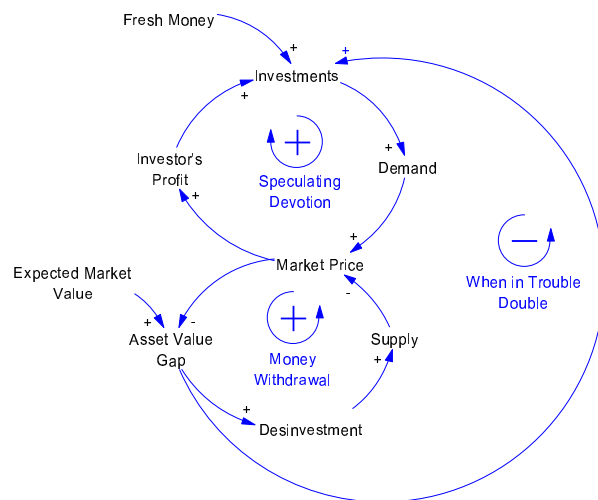 Fresh Money
+
+
Investments
+
Investor's
Profit
+
+
Speculating
Devotion
+
Demand
+
+
Market Price
-
Expected Market
Value
+
-
Asset Value
Gap
+
Money
Withdrawal
Supply
+
+
Desinvestment
−
When in Trouble
Double